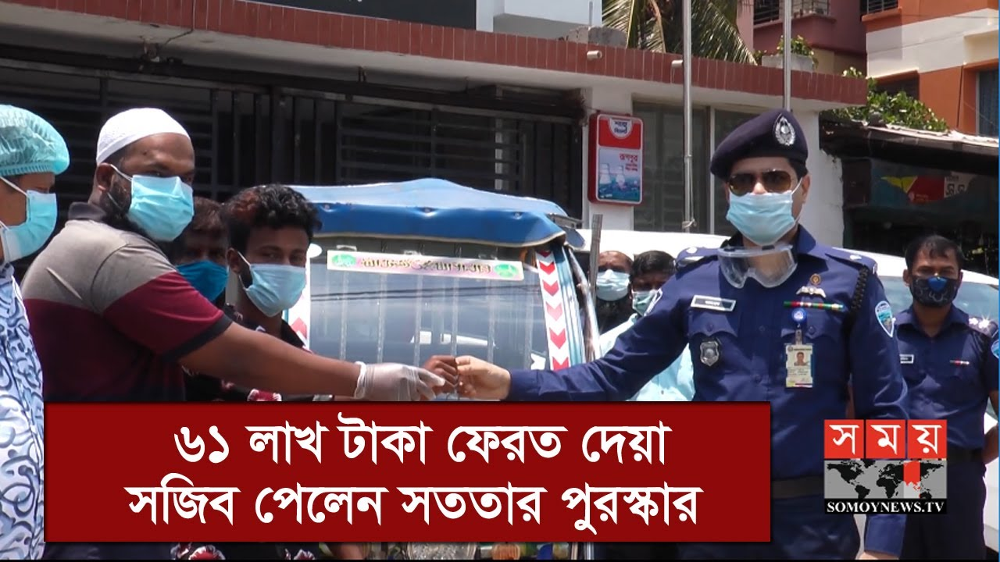 ৬১ লাখ টাকা ফেরত দেয়া
সজিব পেলেন সততার পুরস্কার
সময়
SOMOYNEWS.TV